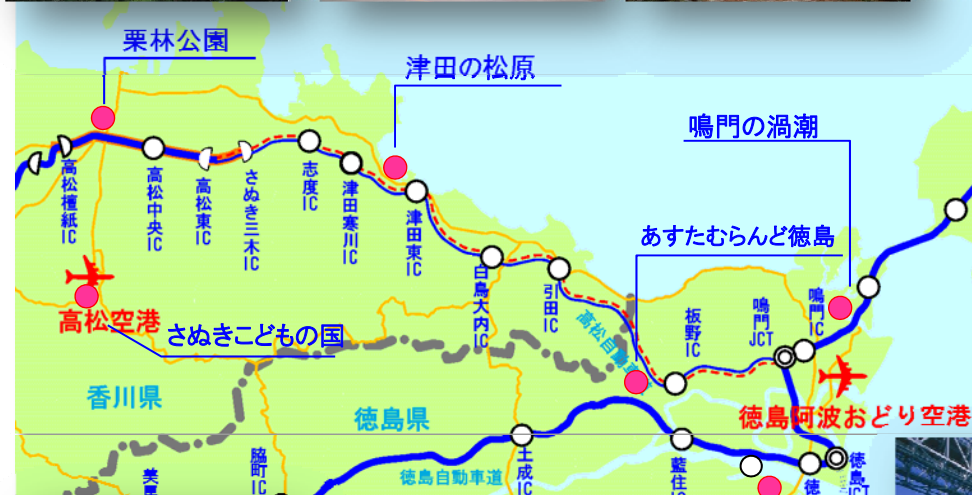 栗林公園
津田の松原
鳴門の渦潮
あすたむらんど徳島
高松檀紙IC
高松中央IC
高松東IC
さぬき三木IC
志度IC
津田寒川IC
津田東IC
白鳥大内IC
引田IC
板野IC
鳴門JCT
鳴門IC
高松空港
さぬきこどもの国
高松自動車
香川県
徳島県
徳島阿波おどり空港
徳島自動車道
脇町IC
土成IC
藍住IC
徳島JCT
徳
美